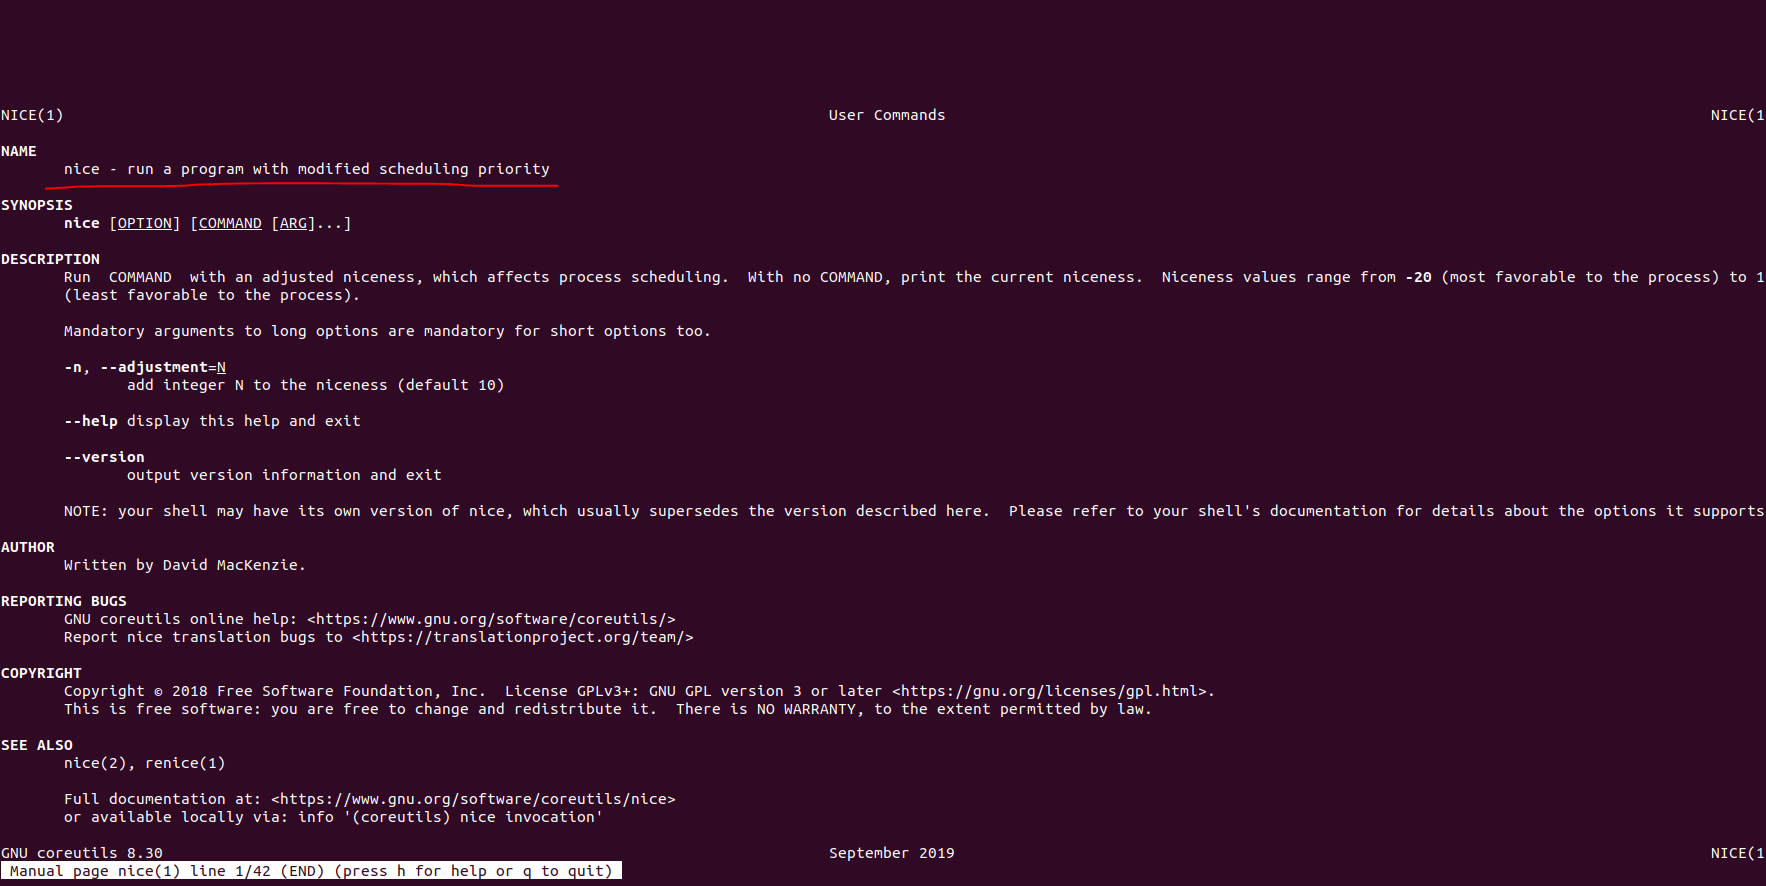 NICE(1) User Commands NICE(1
NAME
nice - run a program with modified scheduling priority
SYNOPSIS
nice [OPTION] [COMMAND [ARG]...]
DESCRIPTION
Run  COMMAND  with an adjusted niceness, which affects process scheduling.  With no COMMAND, print the current niceness.  Niceness values range from -20 (most favorable to the process) to 1
(least favorable to the process).
Mandatory arguments to long options are mandatory for short options too.
-n, --adjustment=N
add integer N to the niceness (default 10)
--help display this help and exit
--version
output version information and exit
NOTE: your shell may have its own version of nice, which usually supersedes the version described here.  Please refer to your shell's documentation for details about the options it supports
AUTHOR
Written by David MacKenzie.
REPORTING BUGS
GNU coreutils online help: <https://www.gnu.org/software/coreutils/>
Report nice translation bugs to <https://translationproject.org/team/>
COPYRIGHT
Copyright © 2018 Free Software Foundation, Inc.  License GPLv3+: GNU GPL version 3 or later <https://gnu.org/licenses/gpl.html>.
This is free software: you are free to change and redistribute it.  There is NO WARRANTY, to the extent permitted by law.
SEE ALSO
nice(2), renice(1)
Full documentation at: <https://www.gnu.org/software/coreutils/nice>
or available locally via: info '(coreutils) nice invocation'
GNU coreutils 8.30 September 2019 NICE(1
Manual page nice(1) line 1/42 (END) (press h for help or q to quit)